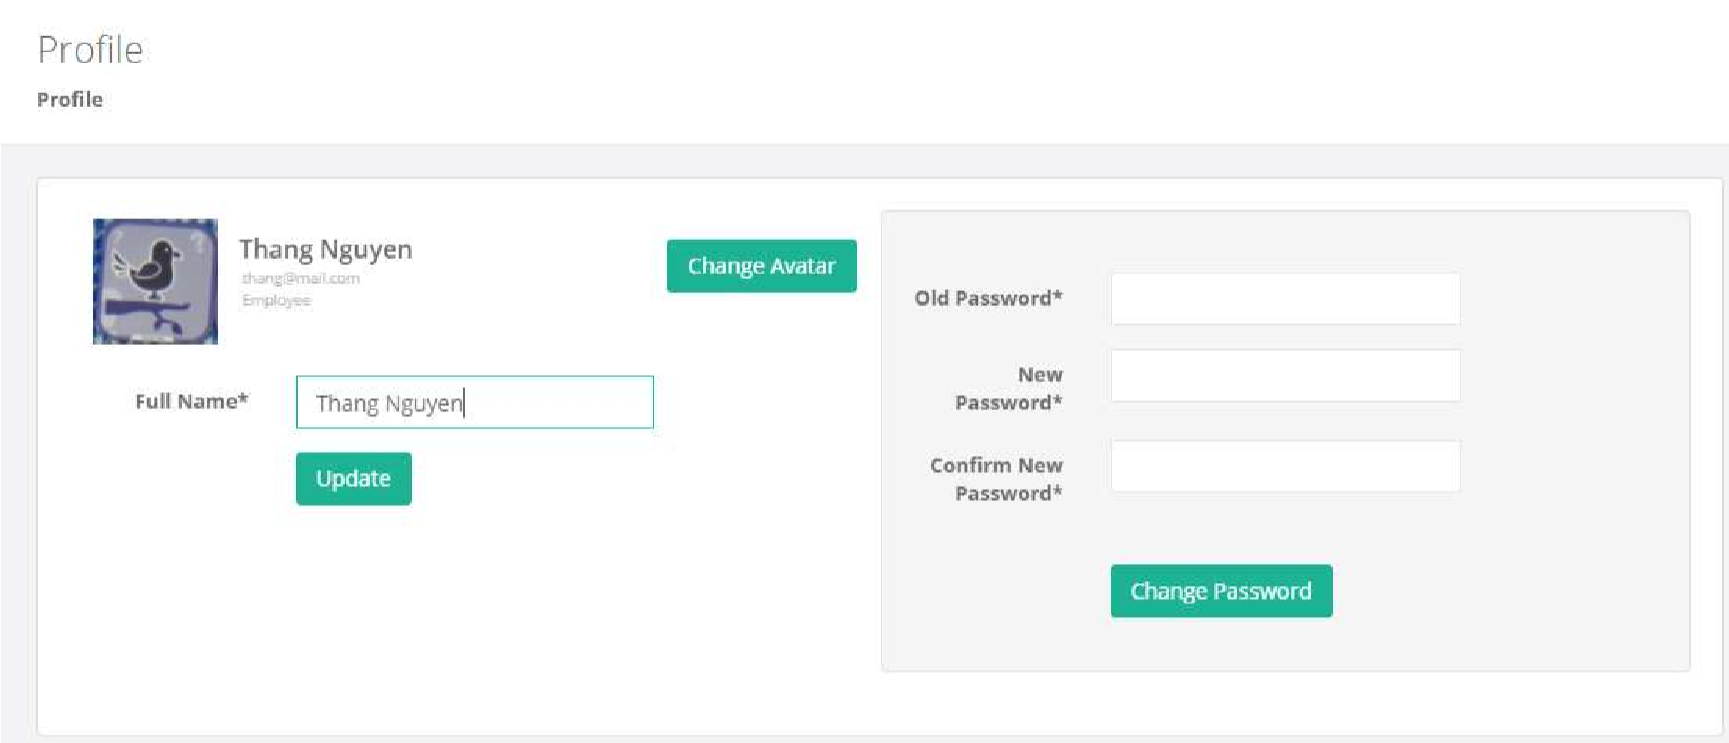 Profile
Profile
Thang Nguyen
thang@mail.com
Employee
Change Avatar
Full Name*
Thang Nguyen
Update
Old Password*
New
Password*
Confirm New
Password*
Change Password